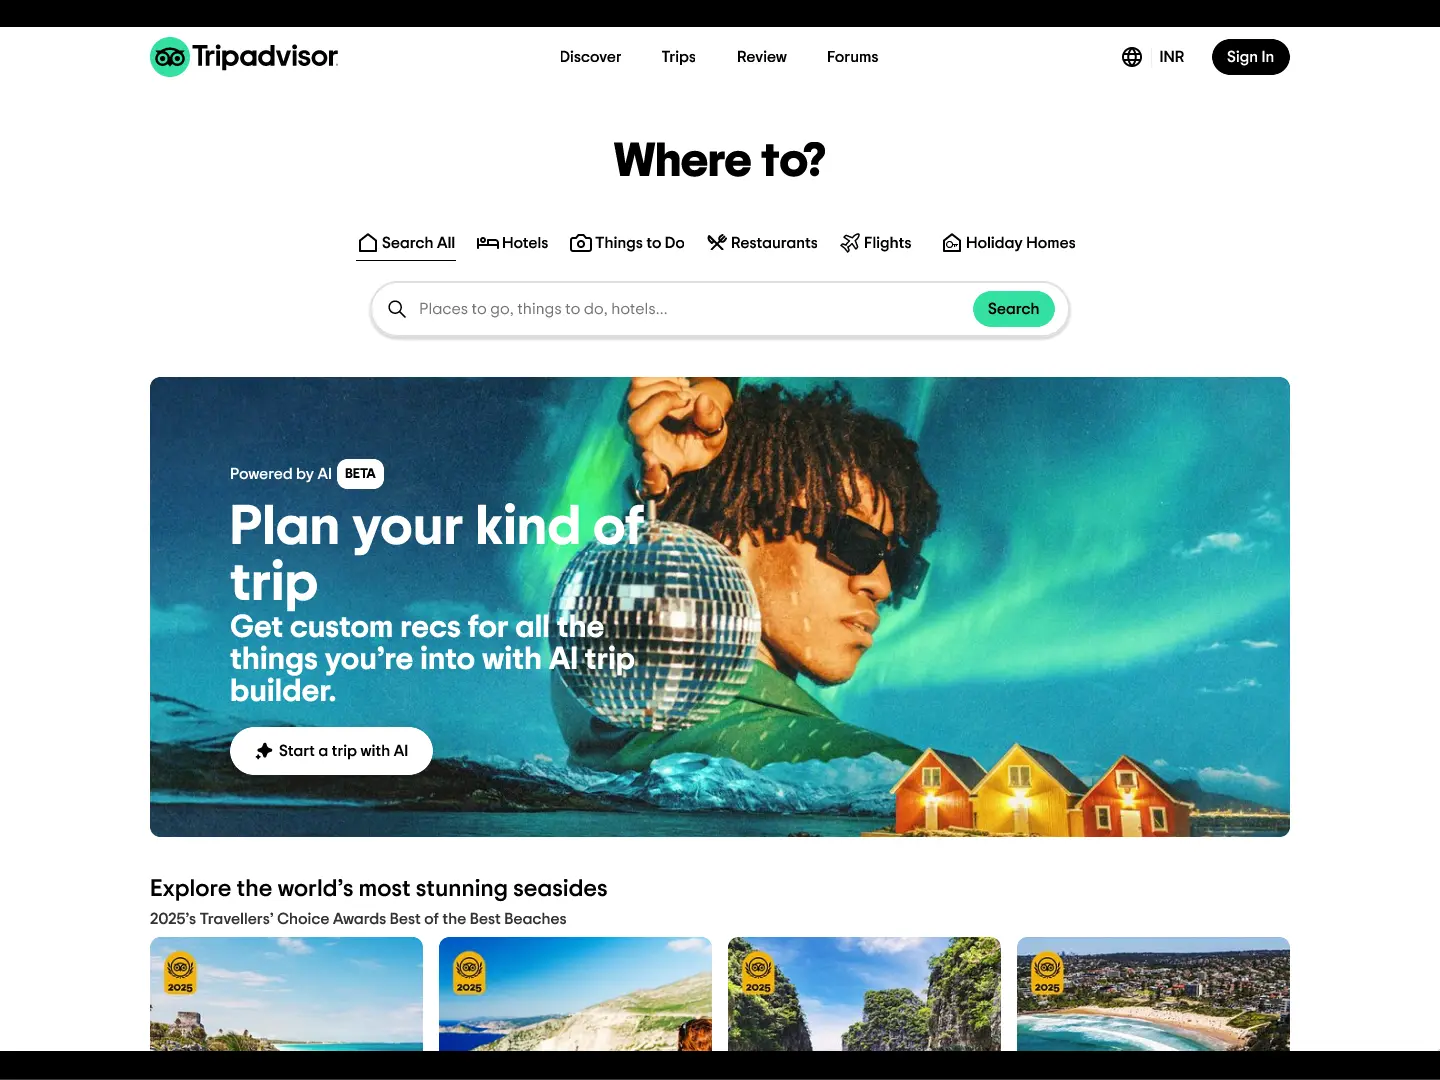 Tripadvisor
Discover
Trips
Review
Forums
INR
Sign In
Where to?
Search All
Hotels
Things to Do
Restaurants
Flights
Holiday Homes
Places to go, things to do, hotels...
Search
Powered by AI BETA
Plan your kind of
trip
Get custom recs for all the
things you’re into with AI trip
builder.
Start a trip with AI
Explore the world’s most stunning seasides
2025’s Travellers’ Choice Awards Best of the Best Beaches
2025
2025
2025
2025